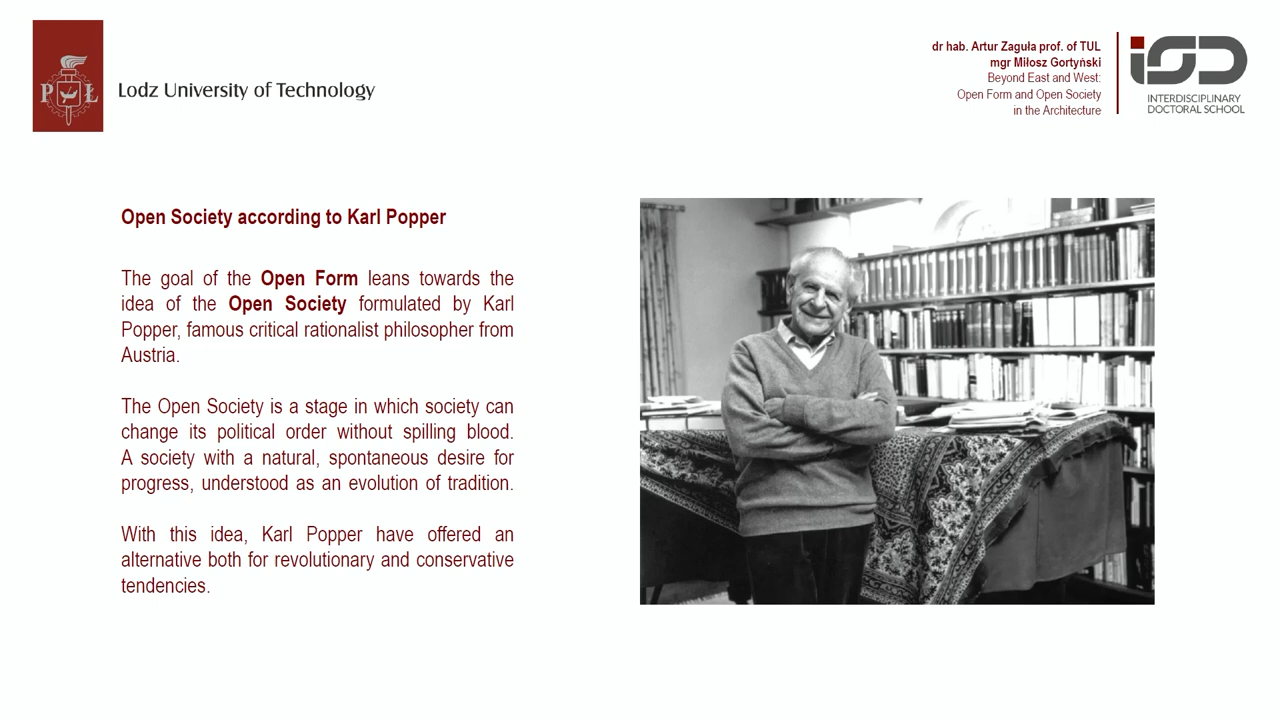 P Ł
Lodz University of Technology
dr hab. Artur Zaguła prof. of TUL
mgr Miłosz Gortyński
Beyond East and West:
Open Form and Open Society
in the Architecture
INTERDISCIPLINARY
DOCTORAL SCHOOL
Open Society according to Karl Popper
The goal of the Open Form leans towards the
idea of the Open Society formulated by Karl
Popper, famous critical rationalist philosopher from
Austria.
The Open Society is a stage in which society can
change its political order without spilling blood.
A society with a natural, spontaneous desire for
progress, understood as an evolution of tradition.
With this idea, Karl Popper have offered an
alternative both for revolutionary and conservative
tendencies.